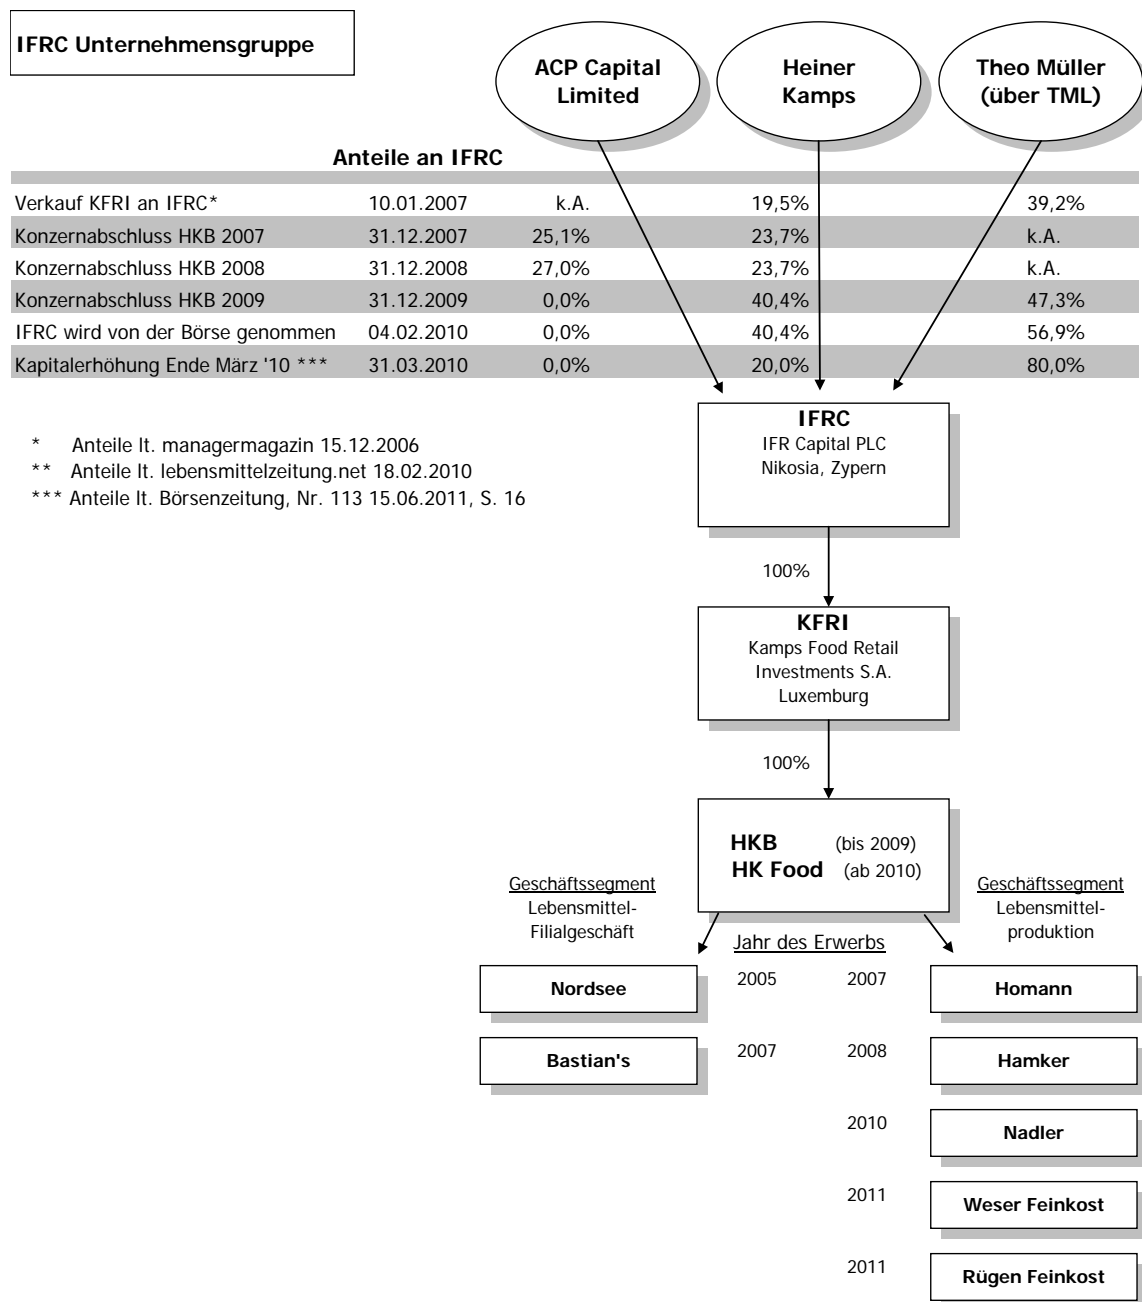 IFRC Unternehmensgruppe
ACP Capital
Limited
Heiner
Kamps
Theo Müller
(über TML)
Anteile an IFRC
Verkauf KFRI an IFRC* 10.01.2007 k.A. 19,5% 39,2%
Konzernabschluss HKB 2007 31.12.2007 25,1% 23,7% k.A.
Konzernabschluss HKB 2008 31.12.2008 27,0% 23,7% k.A.
Konzernabschluss HKB 2009 31.12.2009 0,0% 40,4% 47,3%
IFRC wird von der Börse genommen 04.02.2010 0,0% 40,4% 56,9%
Kapitalerhöhung Ende März '10 *** 31.03.2010 0,0% 20,0% 80,0%
* Anteile lt. managermagazin 15.12.2006
** Anteile lt. lebensmittelzeitung.net 18.02.2010
*** Anteile lt. Börsenzeitung, Nr. 113 15.06.2011, S. 16
IFRC
IFR Capital PLC
Nikosia, Zypern
100%
KFRI
Kamps Food Retail
Investments S.A.
Luxemburg
100%
HKB (bis 2009)
HK Food (ab 2010)
Geschäftssegment
Lebensmittel-
Filialgeschäft
Geschäftssegment
Lebensmittel-
produktion
Jahr des Erwerbs
Nordsee 2005 2007 Homann
Bastian's 2007 2008 Hamker
2010 Nadler
2011 Weser Feinkost
2011 Rügen Feinkost